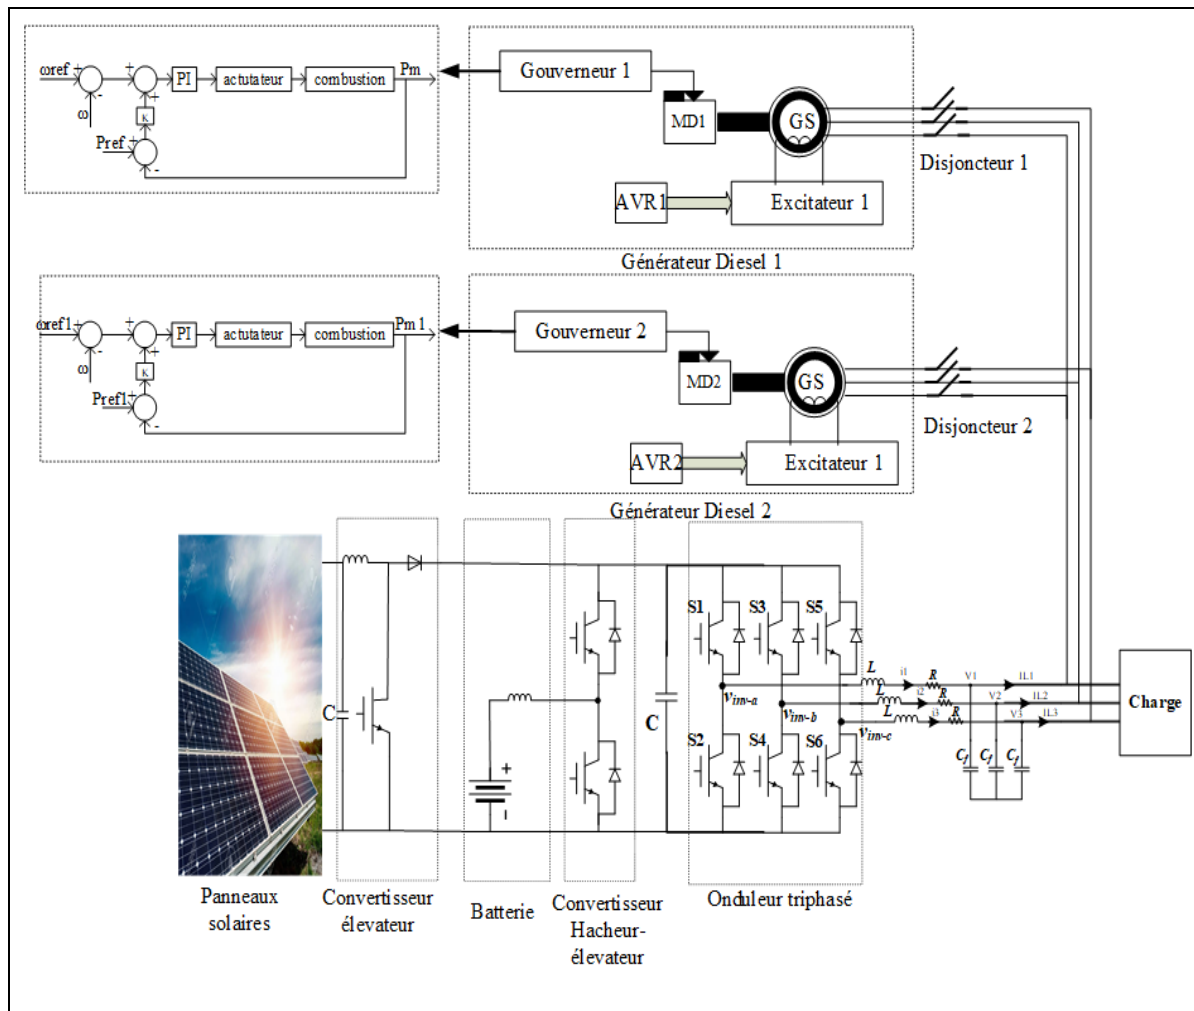 ωref
+
-
ω
+
+
K
Pref
+
-
PI
actutateur
combustion
Pm
Gouverneur 1
MD1
GS
AVR1
Excitateur 1
Disjoncteur 1
Générateur Diesel 1
ωref1
+
-
ω
+
+
K
Pref1
+
-
PI
actutateur
combustion
Pm 1
Gouverneur 2
MD2
GS
AVR2
Excitateur 1
Disjoncteur 2
Générateur Diesel 2
C
+
-
C
S1
S3
S5
S2
S4
S6
vinv-a
vinv-b
vinv-c
L
i1
R
V1
IL1
L
i2
R
V2
IL2
L
i3
R
V3
IL3
Cf
Cf
Cf
Charge
Panneaux
solaires
Convertisseur
élevateur
Batterie
Convertisseur
Hacheur-
élevateur
Onduleur triphasé